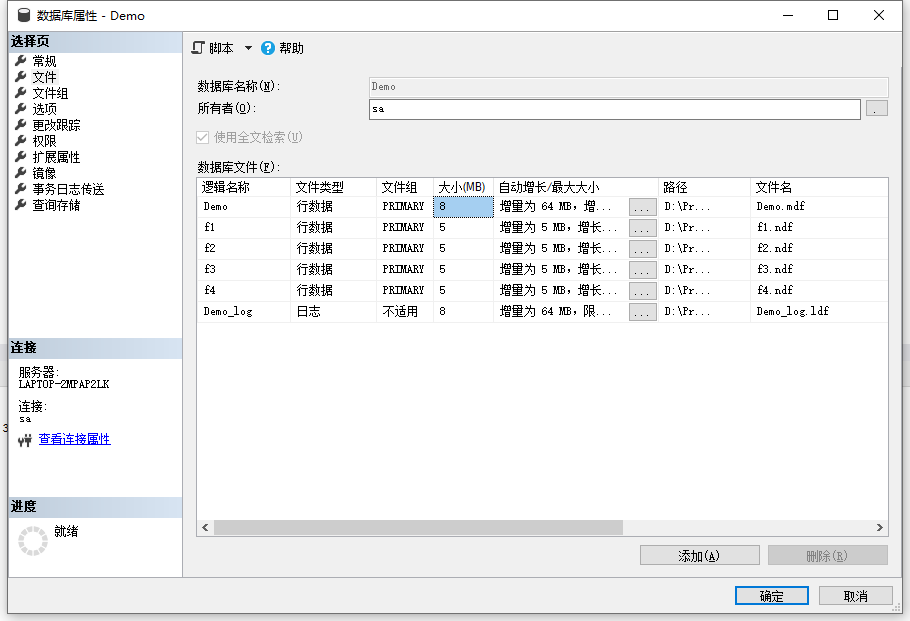 数据库属性 - Demo
选择页
常规
文件
文件组
选项
更改跟踪
权限
扩展属性
镜像
事务日志传送
查询存储
连接
服务器:
LAPTOP-2MPAP2LK
连接:
sa
查看连接属性
进度
就绪
脚本 帮助
数据库名称(N): Demo
所有者(O): sa .
使用全文检索(U)
数据库文件(F):
逻辑名称 文件类型 文件组 大小(MB) 自动增长/最大大小 路径 文件名
Demo 行数据 PRIMARY 8 增量为 64 MB，增... ... D:\Pr... Demo.mdf
f1 行数据 PRIMARY 5 增量为 5 MB，增长... ... D:\Pr... f1.ndf
f2 行数据 PRIMARY 5 增量为 5 MB，增长... ... D:\Pr... f2.ndf
f3 行数据 PRIMARY 5 增量为 5 MB，增长... ... D:\Pr... f3.ndf
f4 行数据 PRIMARY 5 增量为 5 MB，增长... ... D:\Pr... f4.ndf
Demo_log 日志 不适用 8 增量为 64 MB，限... ... D:\Pr... Demo_log.ldf
添加(A) 删除(R)
确定 取消
3